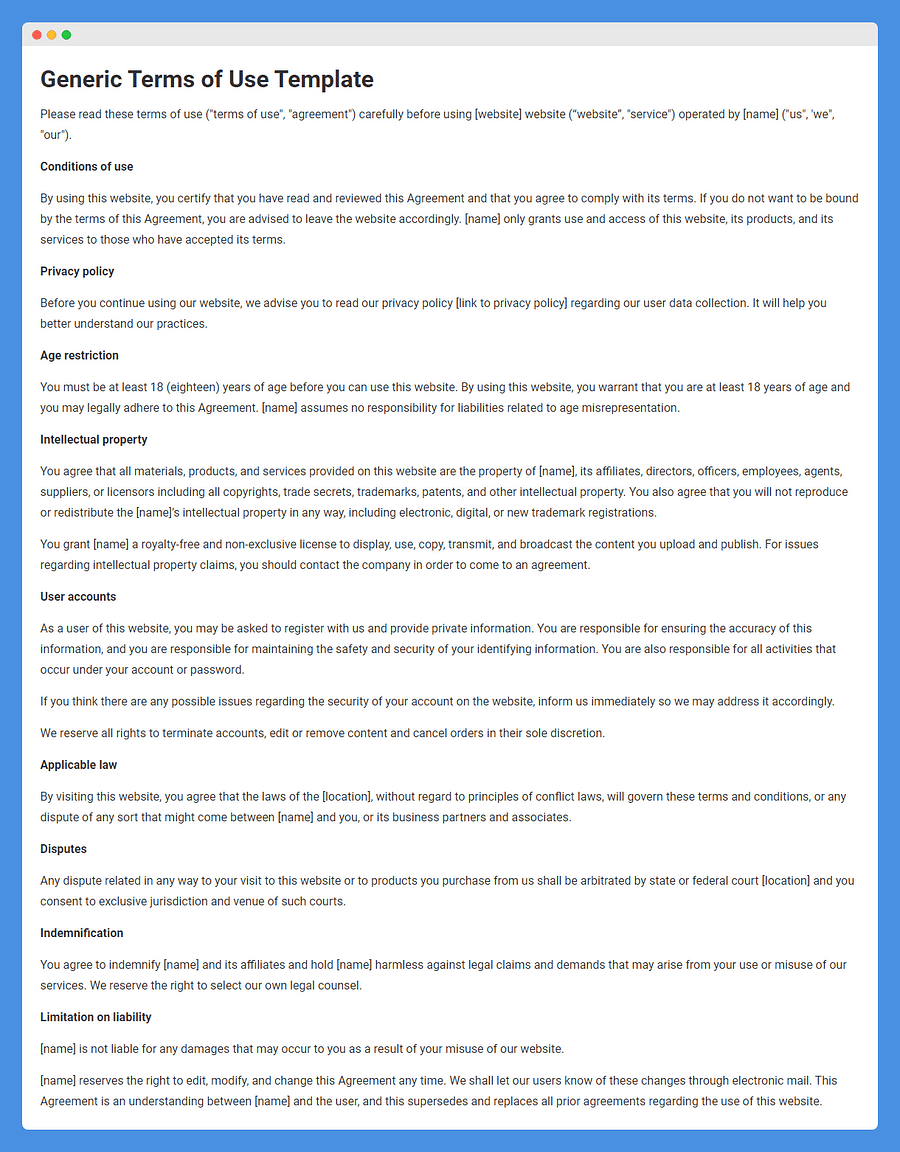 Generic Terms of Use Template
Please read these terms of use ("terms of use", "agreement") carefully before using [website] website (“website”, "service") operated by [name] ("us", 'we",
"our").
Conditions of use
By using this website, you certify that you have read and reviewed this Agreement and that you agree to comply with its terms. If you do not want to be bound
by the terms of this Agreement, you are advised to leave the website accordingly. [name] only grants use and access of this website, its products, and its
services to those who have accepted its terms.
Privacy policy
Before you continue using our website, we advise you to read our privacy policy [link to privacy policy] regarding our user data collection. It will help you
better understand our practices.
Age restriction
You must be at least 18 (eighteen) years of age before you can use this website. By using this website, you warrant that you are at least 18 years of age and
you may legally adhere to this Agreement. [name] assumes no responsibility for liabilities related to age misrepresentation.
Intellectual property
You agree that all materials, products, and services provided on this website are the property of [name], its affiliates, directors, officers, employees, agents,
suppliers, or licensors including all copyrights, trade secrets, trademarks, patents, and other intellectual property. You also agree that you will not reproduce
or redistribute the [name]'s intellectual property in any way, including electronic, digital, or new trademark registrations.
You grant [name] a royalty-free and non-exclusive license to display, use, copy, transmit, and broadcast the content you upload and publish. For issues
regarding intellectual property claims, you should contact the company in order to come to an agreement.
User accounts
As a user of this website, you may be asked to register with us and provide private information. You are responsible for ensuring the accuracy of this
information, and you are responsible for maintaining the safety and security of your identifying information. You are also responsible for all activities that
occur under your account or password.
If you think there are any possible issues regarding the security of your account on the website, inform us immediately so we may address it accordingly.
We reserve all rights to terminate accounts, edit or remove content and cancel orders in their sole discretion.
Applicable law
By visiting this website, you agree that the laws of the [location], without regard to principles of conflict laws, will govern these terms and conditions, or any
dispute of any sort that might come between [name] and you, or its business partners and associates.
Disputes
Any dispute related in any way to your visit to this website or to products you purchase from us shall be arbitrated by state or federal court [location] and you
consent to exclusive jurisdiction and venue of such courts.
Indemnification
You agree to indemnify [name] and its affiliates and hold [name] harmless against legal claims and demands that may arise from your use or misuse of our
services. We reserve the right to select our own legal counsel.
Limitation on liability
[name] is not liable for any damages that may occur to you as a result of your misuse of our website.
[name] reserves the right to edit, modify, and change this Agreement any time. We shall let our users know of these changes through electronic mail. This
Agreement is an understanding between [name] and the user, and this supersedes and replaces all prior agreements regarding the use of this website.